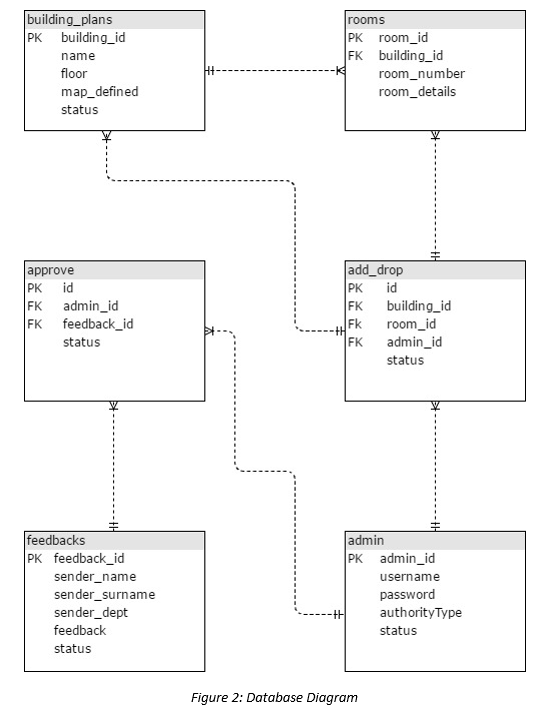 building_plans
PK building_id
name
floor
map_defined
status
rooms
PK room_id
FK building_id
room_number
room_details
approve
PK id
FK admin_id
FK feedback_id
status
add_drop
PK id
FK building_id
Fk room_id
FK admin_id
status
feedbacks
PK feedback_id
sender_name
sender_surname
sender_dept
feedback
status
admin
PK admin_id
username
password
authorityType
status
Figure 2: Database Diagram